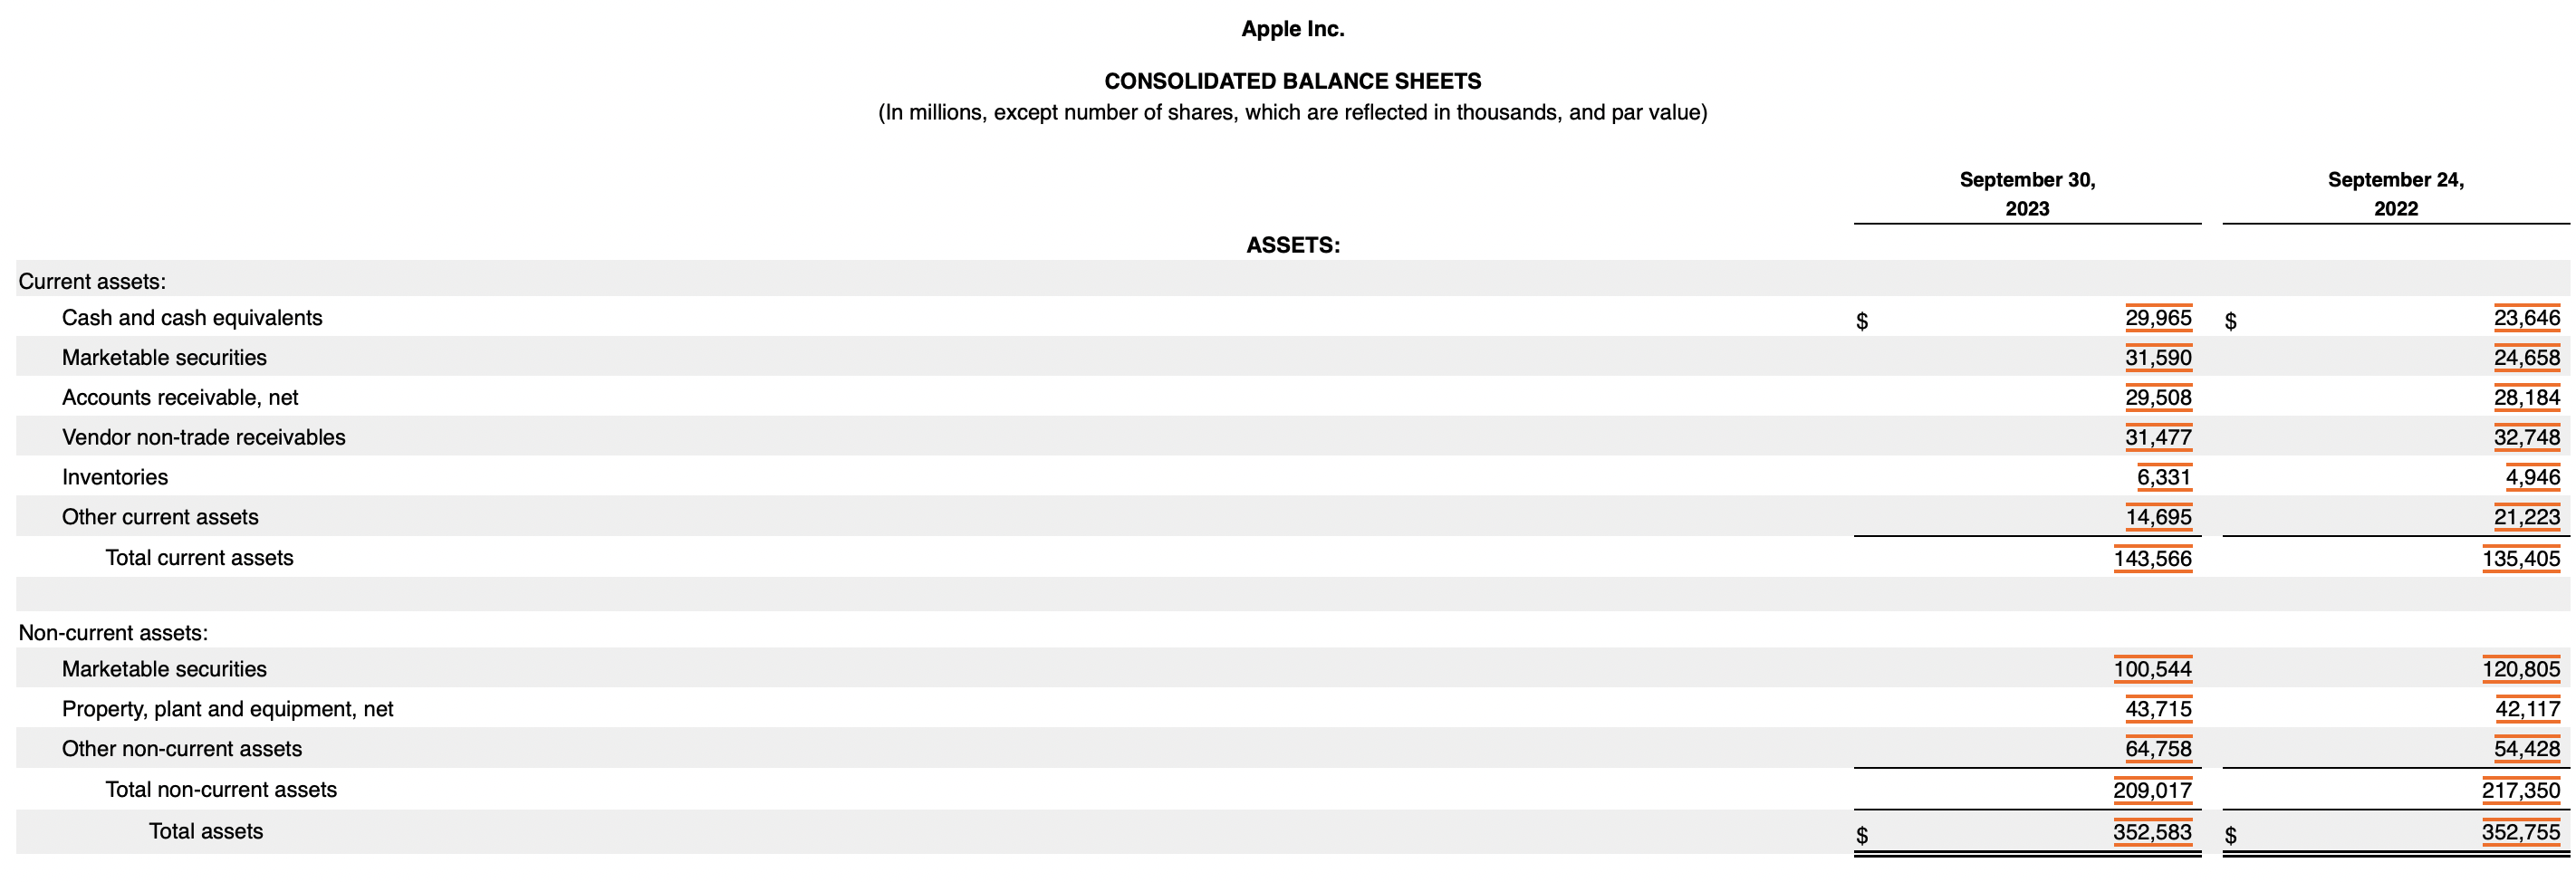 Apple Inc.
CONSOLIDATED BALANCE SHEETS
(In millions, except number of shares, which are reflected in thousands, and par value)
September 30, 2023 September 24, 2022
ASSETS:
Current assets:
Cash and cash equivalents $ 29,965 $ 23,646
Marketable securities 31,590 24,658
Accounts receivable, net 29,508 28,184
Vendor non-trade receivables 31,477 32,748
Inventories 6,331 4,946
Other current assets 14,695 21,223
Total current assets 143,566 135,405
Non-current assets:
Marketable securities 100,544 120,805
Property, plant and equipment, net 43,715 42,117
Other non-current assets 64,758 54,428
Total non-current assets 209,017 217,350
Total assets $ 352,583 $ 352,755